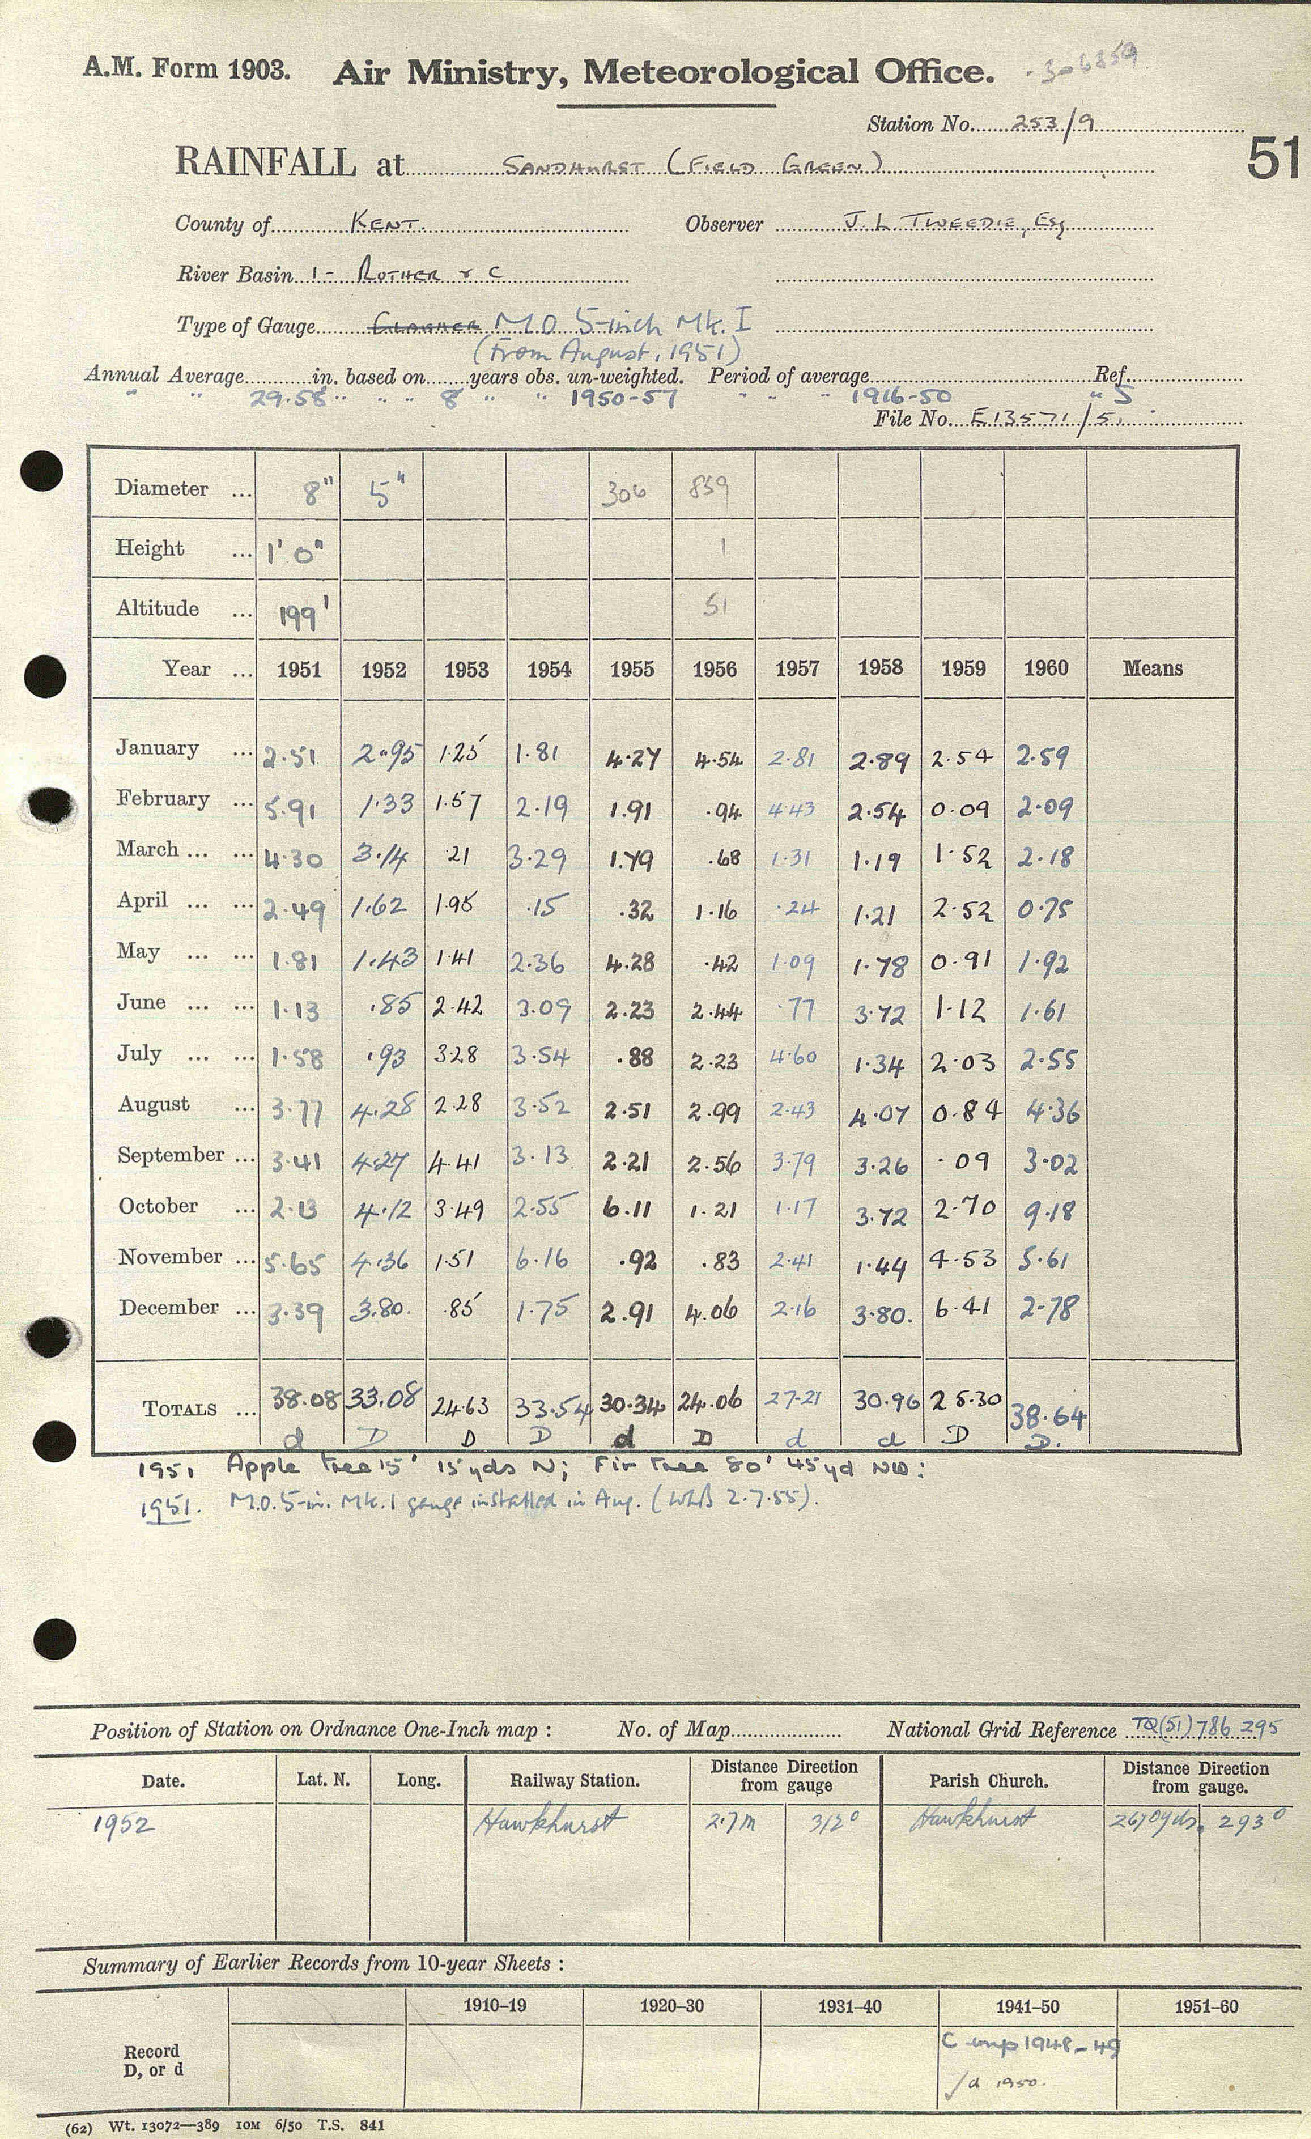 A.M. Form 1903. Air Ministry, Meteorological Office. 306859
Station No. 253/9
RAINFALL at SANDHURST (FIELD GREEN) 51
County of KENT. Observer J. L TWEEDIE, Esq
River Basin 1- ROTHER & C
Type of Gauge M.O 5-inch Mk. I
(From August, 1951)
Annual Average in. based on years obs. un-weighted. Period of average Ref.
" " 29.58 " " " 8 " " 1950-57 " " " 1916-50 " 5
File No. E13571/51
Diameter ... 8" 5" 306 859
Height ... 1' 0" 1
Altitude ... 199' 51
Year ... 1951 1952 1953 1954 1955 1956 1957 1958 1959 1960 Means
January ... 2.51 2.95 1.25 1.81 4.27 4.54 2.81 2.89 2.54 2.59
February ... 5.91 1.33 1.57 2.19 1.91 .94 4.43 2.54 0.09 2.09
March ... ... 4.30 3.14 .21 3.29 1.79 .68 1.31 1.19 1.52 2.18
April ... ... 2.49 1.62 1.95 .15 .32 1.16 .24 1.21 2.52 0.75
May ... ... 1.81 1.43 1.41 2.36 4.28 .42 1.09 1.78 0.91 1.92
June ... ... 1.13 .85 2.42 3.09 2.23 2.44 .77 3.72 1.12 1.61
July ... ... 1.58 .93 3.28 3.54 .88 2.23 4.60 1.34 2.03 2.55
August ... 3.77 4.28 2.28 3.52 2.51 2.99 2.43 4.07 0.84 4.36
September ... 3.41 4.27 4.41 3.13 2.21 2.56 3.79 3.26 .09 3.02
October ... 2.13 4.12 3.49 2.55 6.11 1.21 1.17 3.72 2.70 9.18
November ... 5.65 4.36 1.51 6.16 .92 .83 2.41 1.44 4.53 5.61
December ... 3.39 3.80. .85 1.75 2.91 4.06 2.16 3.80. 6.41 2.78
TOTALS ... 38.08 33.08 24.63 33.54 30.34 24.06 27.21 30.96 25.30 38.64
d D D D d D d d D D.
1951 Apple tree 15' 15 yds N; Fir tree 80' 45 yd NW:
1951. M.O. 5-in. Mk. I gauge installed in Aug. (WLB 2.7.55).
Position of Station on Ordnance One-Inch map : No. of Map National Grid Reference TQ(51) 786 295
Date. Lat. N. Long. Railway Station. Distance Direction from gauge Parish Church. Distance Direction from gauge.
1952 Hawkhurst 2.7m 312° Hawkhurst 2670yds. 293°
Summary of Earlier Records from 10-year Sheets :
1910–19 1920–30 1931–40 1941–50 1951–60
Record D, or d C 1948-49
/d 1950.
(62) Wt. 13072—389 10M 6/50 T.S. 841